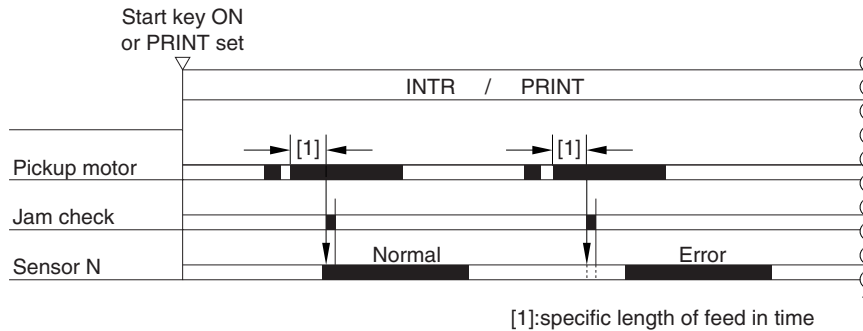 Start key ON
or PRINT set
INTR / PRINT
[1] [1]
Pickup motor
Jam check
Normal Error
Sensor N
[1]:specific length of feed in time